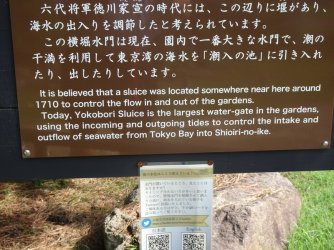 六代将軍徳川家宣の時代には、この辺りに堰があり、
海水の出入りを調節したと考えられています。
この横堀水門は現在、園内で一番大きな水門で、潮の
干満を利用して東京湾の海水を「潮入の池」に引き入れ
たり、出したりしています。
It is believed that a sluice was located somewhere near here around
1710 to control the flow in and out of the gardens.
Today, Yokobori Sluice is the largest water-gate in the gardens,
using the incoming and outgoing tides to control the intake and
outflow of seawater from Tokyo Bay into Shioiri-no-ike.
日本語 English